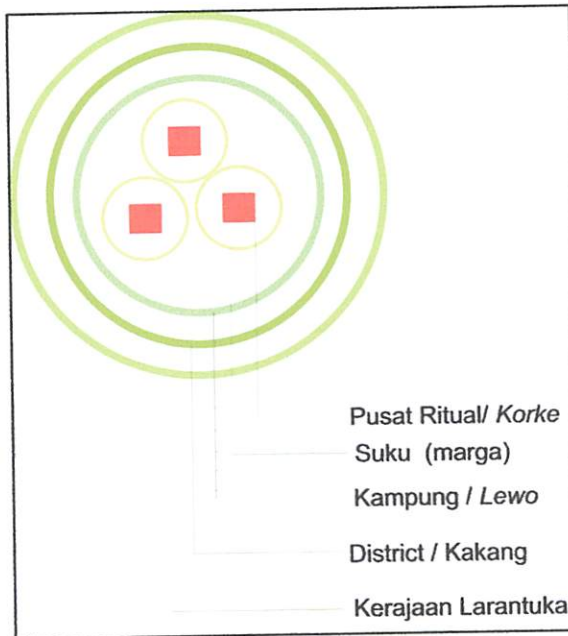 Pusat Ritual/ Korke
Suku (marga)
Kampung / Lewo
District / Kakang
Kerajaan Larantuka